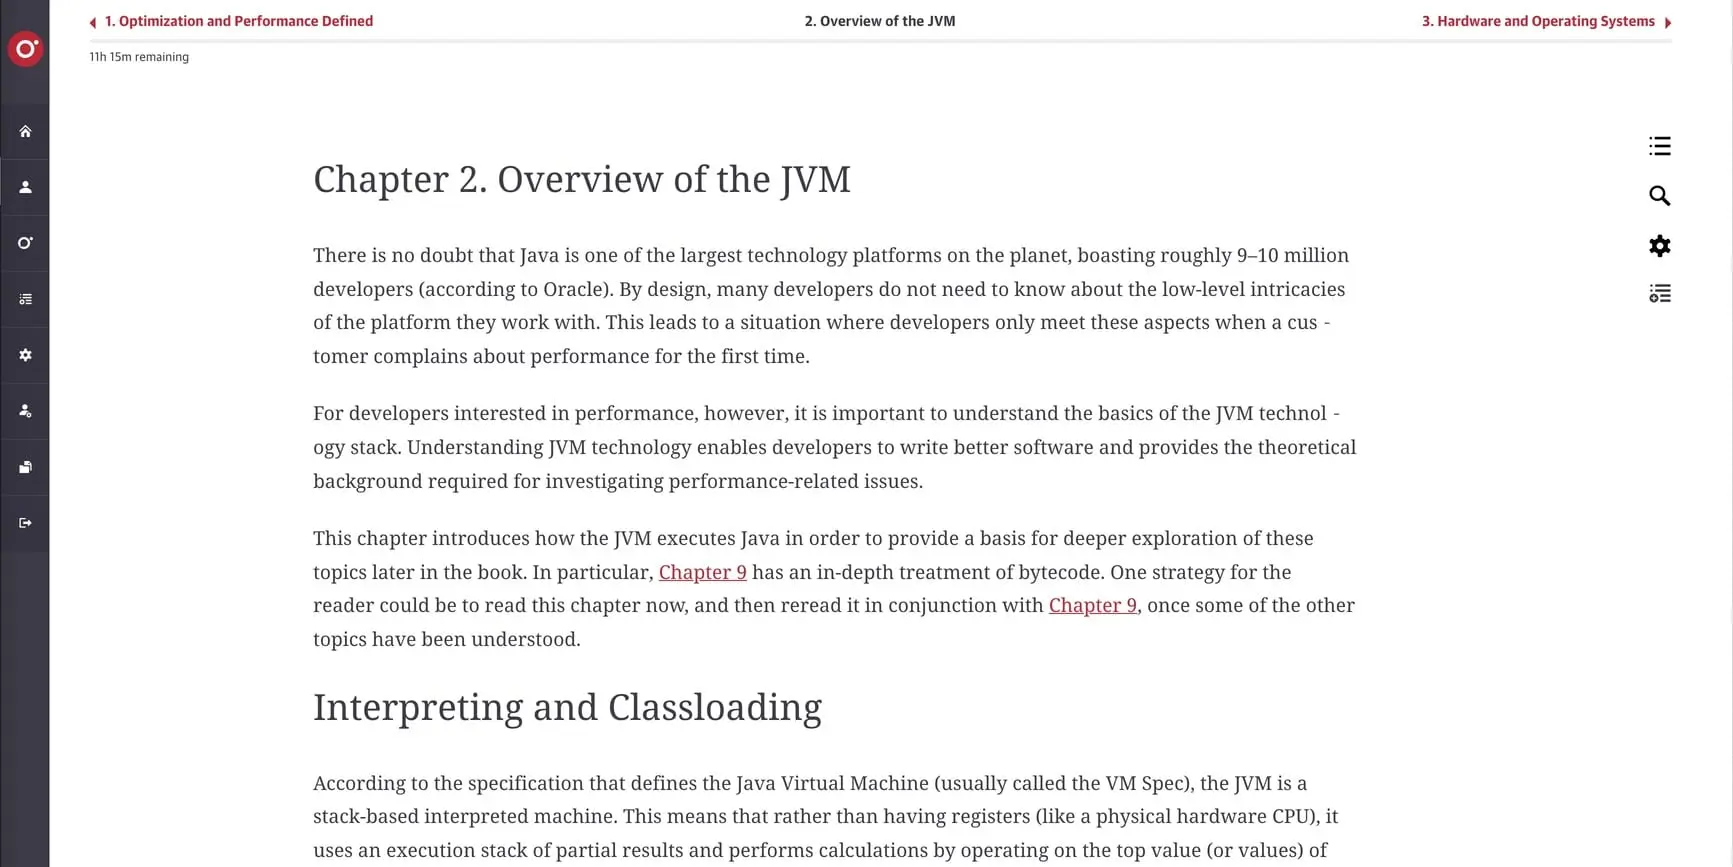 1. Optimization and Performance Defined
2. Overview of the JVM
3. Hardware and Operating Systems
11h 15m remaining
Chapter 2. Overview of the JVM
There is no doubt that Java is one of the largest technology platforms on the planet, boasting roughly 9–10 million
developers (according to Oracle). By design, many developers do not need to know about the low-level intricacies
of the platform they work with. This leads to a situation where developers only meet these aspects when a cus -
tomer complains about performance for the first time.
For developers interested in performance, however, it is important to understand the basics of the JVM technol -
ogy stack. Understanding JVM technology enables developers to write better software and provides the theoretical
background required for investigating performance-related issues.
This chapter introduces how the JVM executes Java in order to provide a basis for deeper exploration of these
topics later in the book. In particular, Chapter 9 has an in-depth treatment of bytecode. One strategy for the
reader could be to read this chapter now, and then reread it in conjunction with Chapter 9, once some of the other
topics have been understood.
Interpreting and Classloading
According to the specification that defines the Java Virtual Machine (usually called the VM Spec), the JVM is a
stack-based interpreted machine. This means that rather than having registers (like a physical hardware CPU), it
uses an execution stack of partial results and performs calculations by operating on the top value (or values) of